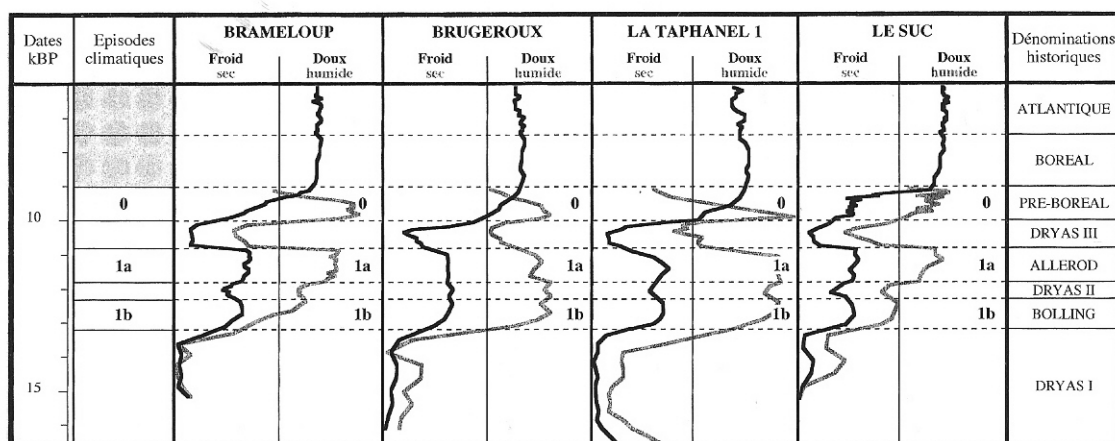 Dates
kBP
Episodes
climatiques
BRAMELOUP
Froid
sec
Doux
humide
BRUGEROUX
Froid
sec
Doux
humide
LA TAPHANEL 1
Froid
sec
Doux
humide
LE SUC
Froid
sec
Doux
humide
Dénominations
historiques
ATLANTIQUE
BOREAL
0
0
0
0
0
PRE-BOREAL
10
DRYAS III
1a
1a
1a
1a
1a
ALLEROD
DRYAS II
1b
1b
1b
1b
1b
BOLLING
15
DRYAS I